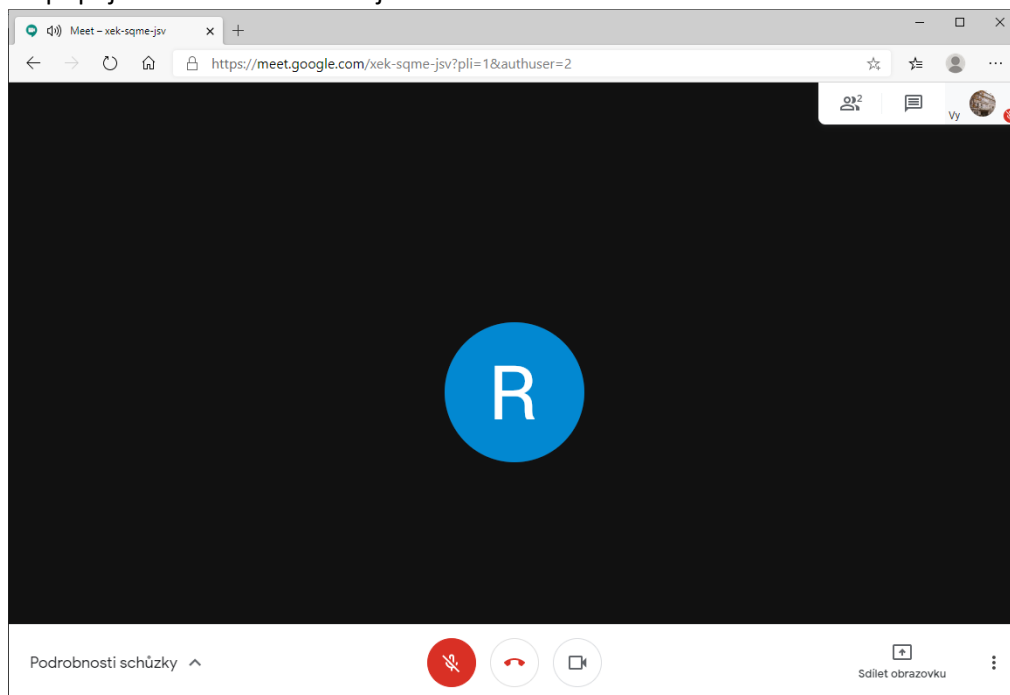 Meet – xek-sqme-jsv
https://meet.google.com/xek-sqme-jsv?pli=1&authuser=2
2
Vy
R
Podrobnosti schůzky
Sdílet obrazovku